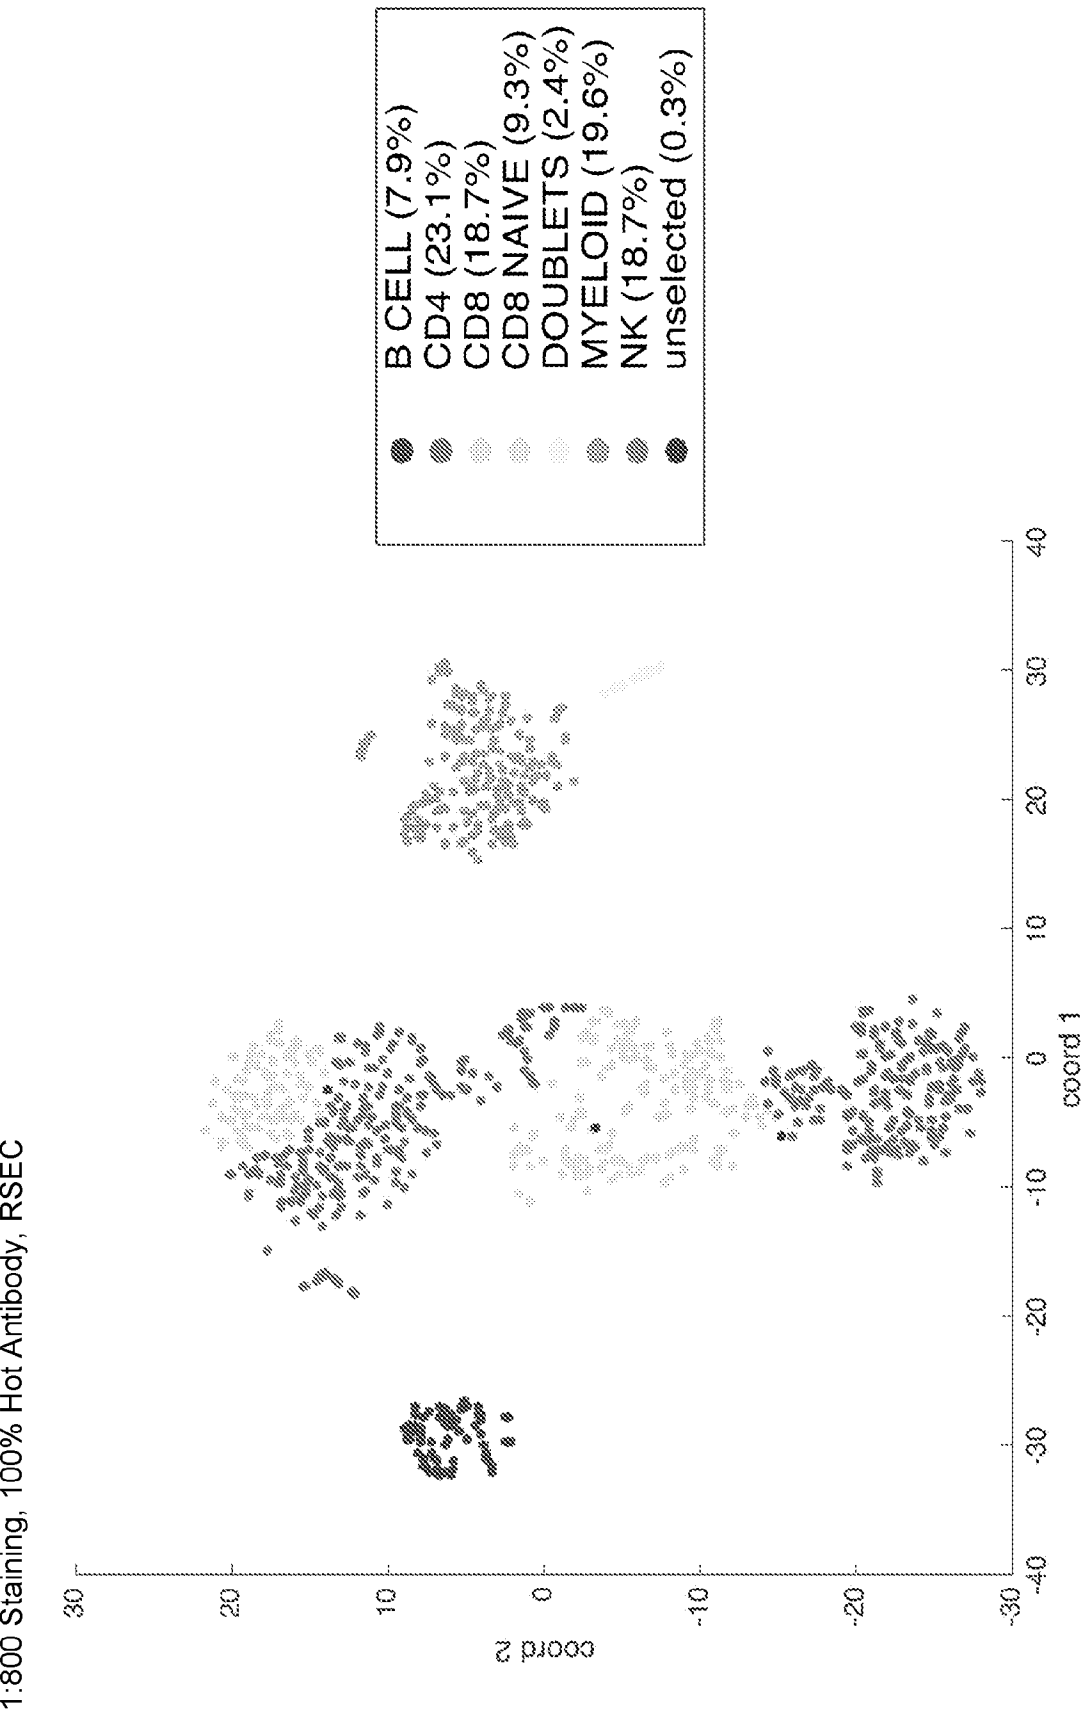 1:800 Staining, 100% Hot Antibody, RSEC
30
20
10
0
-10
-20
-30
coord 2
-40
-30
-20
-10
0
10
20
30
40
coord 1
B CELL (7.9%)
CD4 (23.1%)
CD8 (18.7%)
CD8 NAIVE (9.3%)
DOUBLETS (2.4%)
MYELOID (19.6%)
NK (18.7%)
unselected (0.3%)